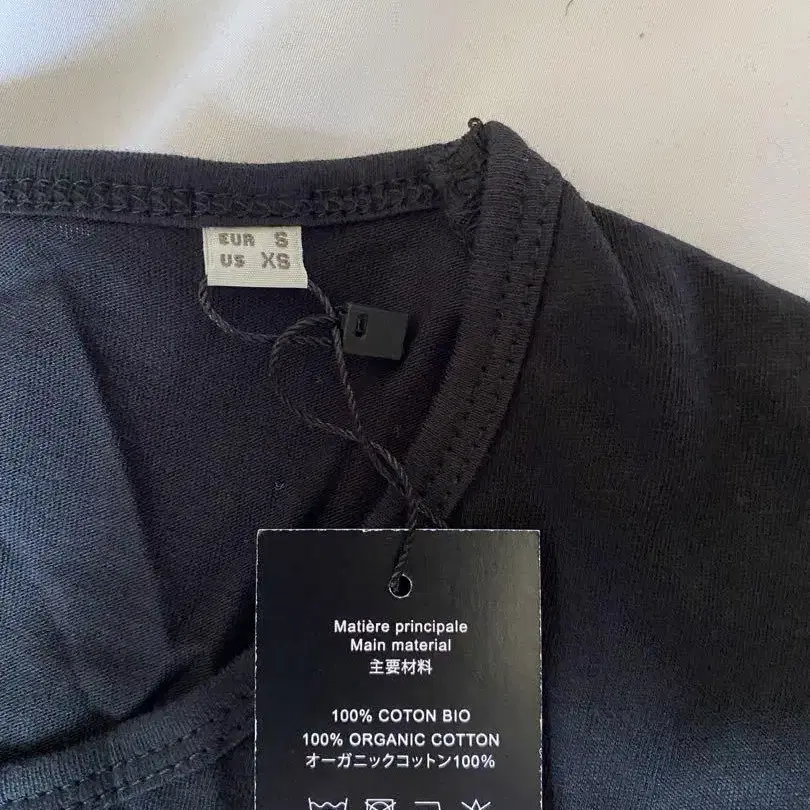 EUR S
US XS
Matière principale
Main material
主要材料
100% COTON BIO
100% ORGANIC COTTON
オーガニックコットン100%